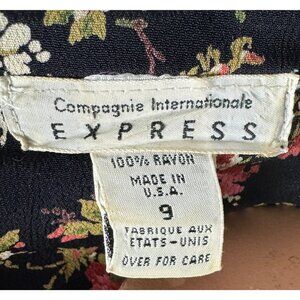 Compagnie Internationale
EXPRESS
100% RAYON
MADE IN
U.S.A.
9
FABRIQUE AUX
ETATS-UNIS
OVER FOR CARE